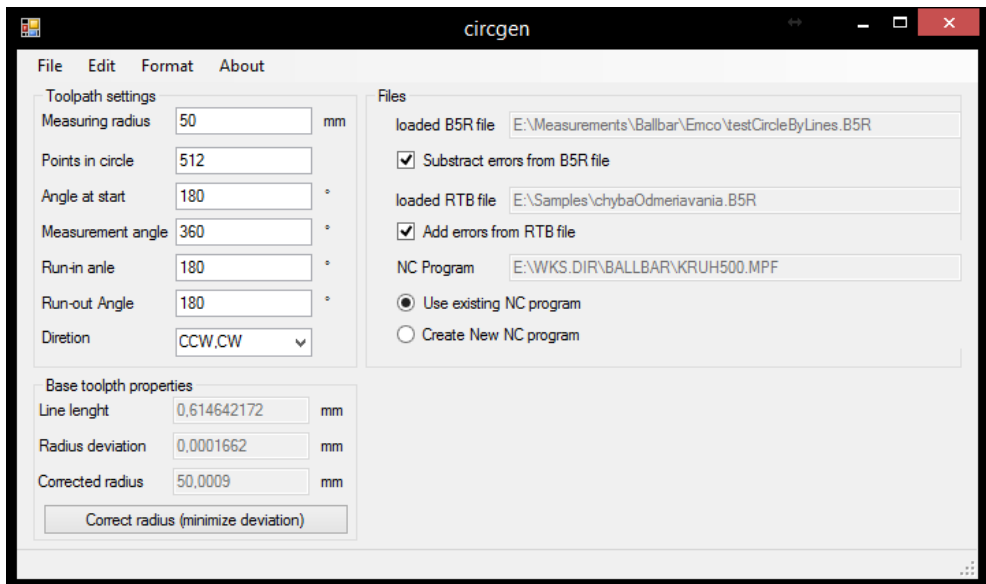 circgen
File Edit Format About
Toolpath settings
Measuring radius 50 mm
Points in circle 512
Angle at start 180 °
Measurement angle 360 °
Run-in anle 180 °
Run-out Angle 180 °
Diretion CCW,CW
Base toolpth properties
Line lenght 0,614642172 mm
Radius deviation 0,0001662 mm
Corrected radius 50,0009 mm
Correct radius (minimize deviation)
Files
loaded B5R file E:\Measurements\Ballbar\Emco\testCircleByLines.B5R
Substract errors from B5R file
loaded RTB file E:\Samples\chybaOdmeriavania.B5R
Add errors from RTB file
NC Program E:\WKS.DIR\BALLBAR\KRUH500.MPF
Use existing NC program
Create New NC program